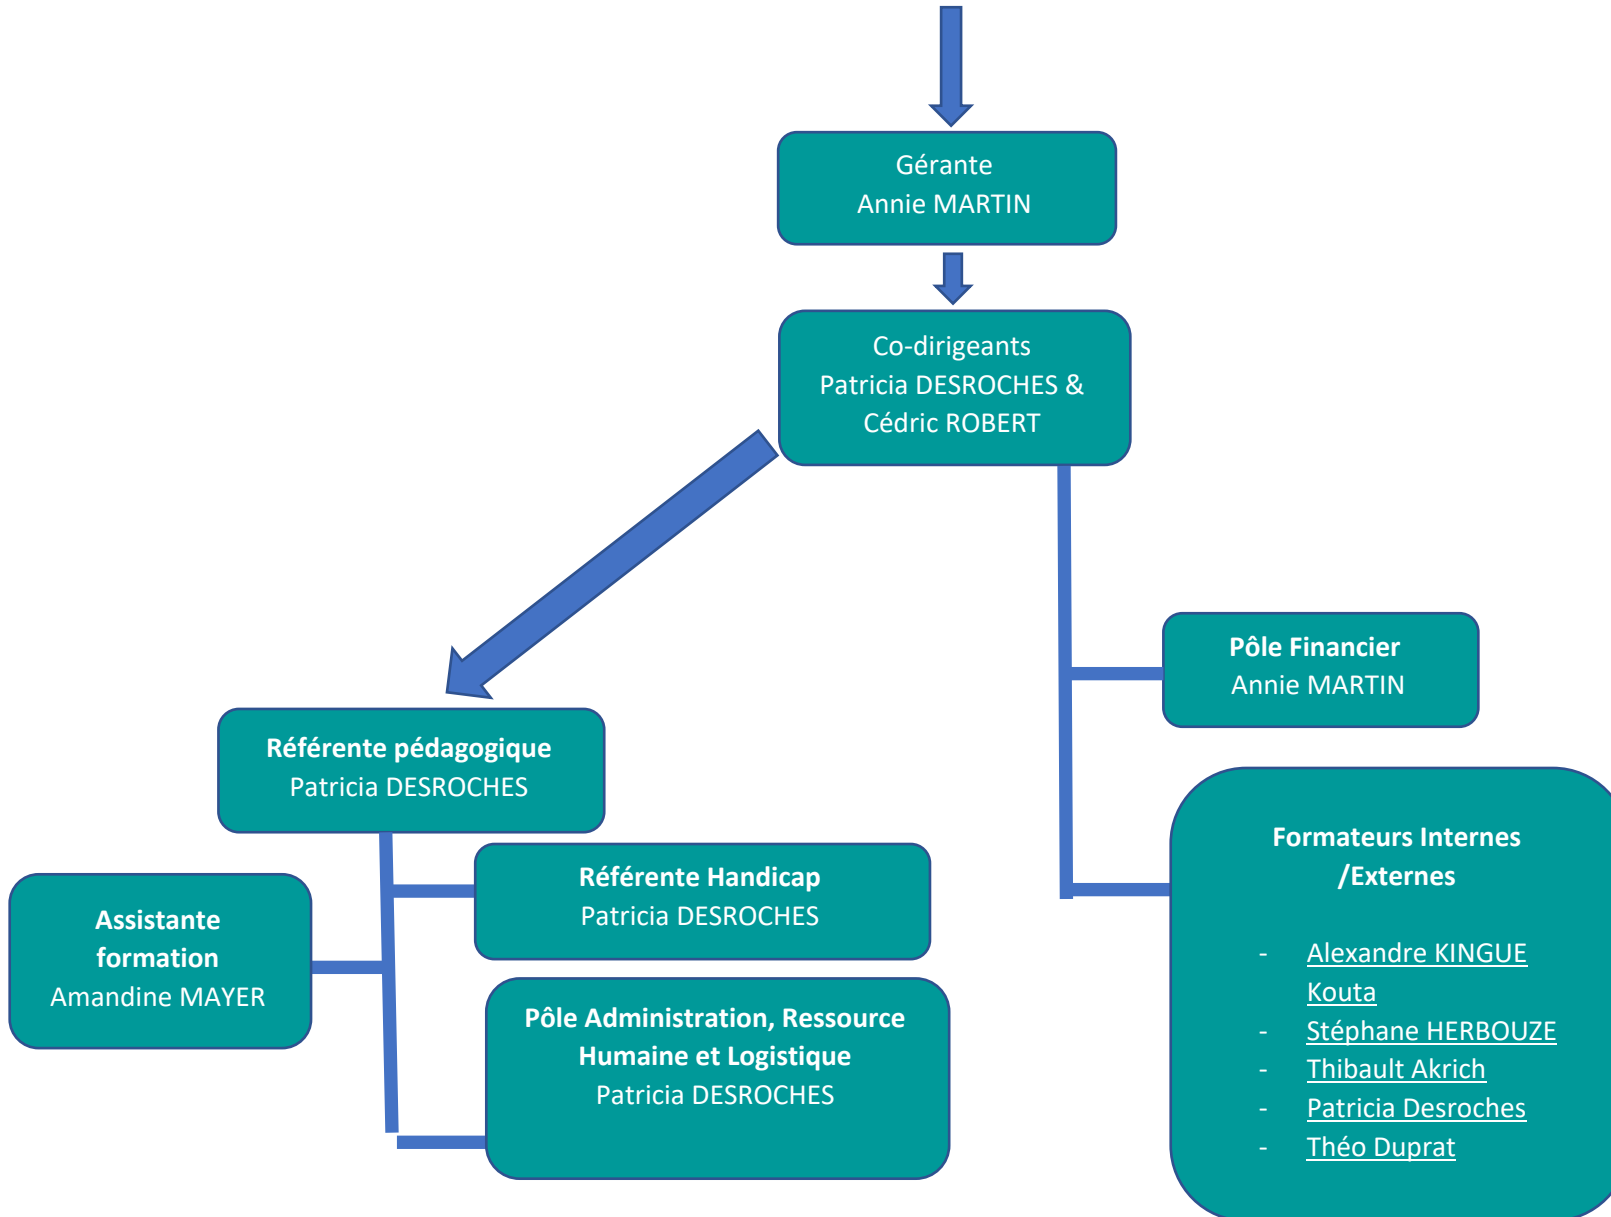 Gérante
Annie MARTIN
Co-dirigeants
Patricia DESROCHES &
Cédric ROBERT
Pôle Financier
Annie MARTIN
Référente pédagogique
Patricia DESROCHES
Référente Handicap
Patricia DESROCHES
Assistante
formation
Amandine MAYER
Pôle Administration, Ressource
Humaine et Logistique
Patricia DESROCHES
Formateurs Internes
/Externes
- Alexandre KINGUE
Kouta
- Stéphane HERBOUZE
- Thibault Akrich
- Patricia Desroches
- Théo Duprat